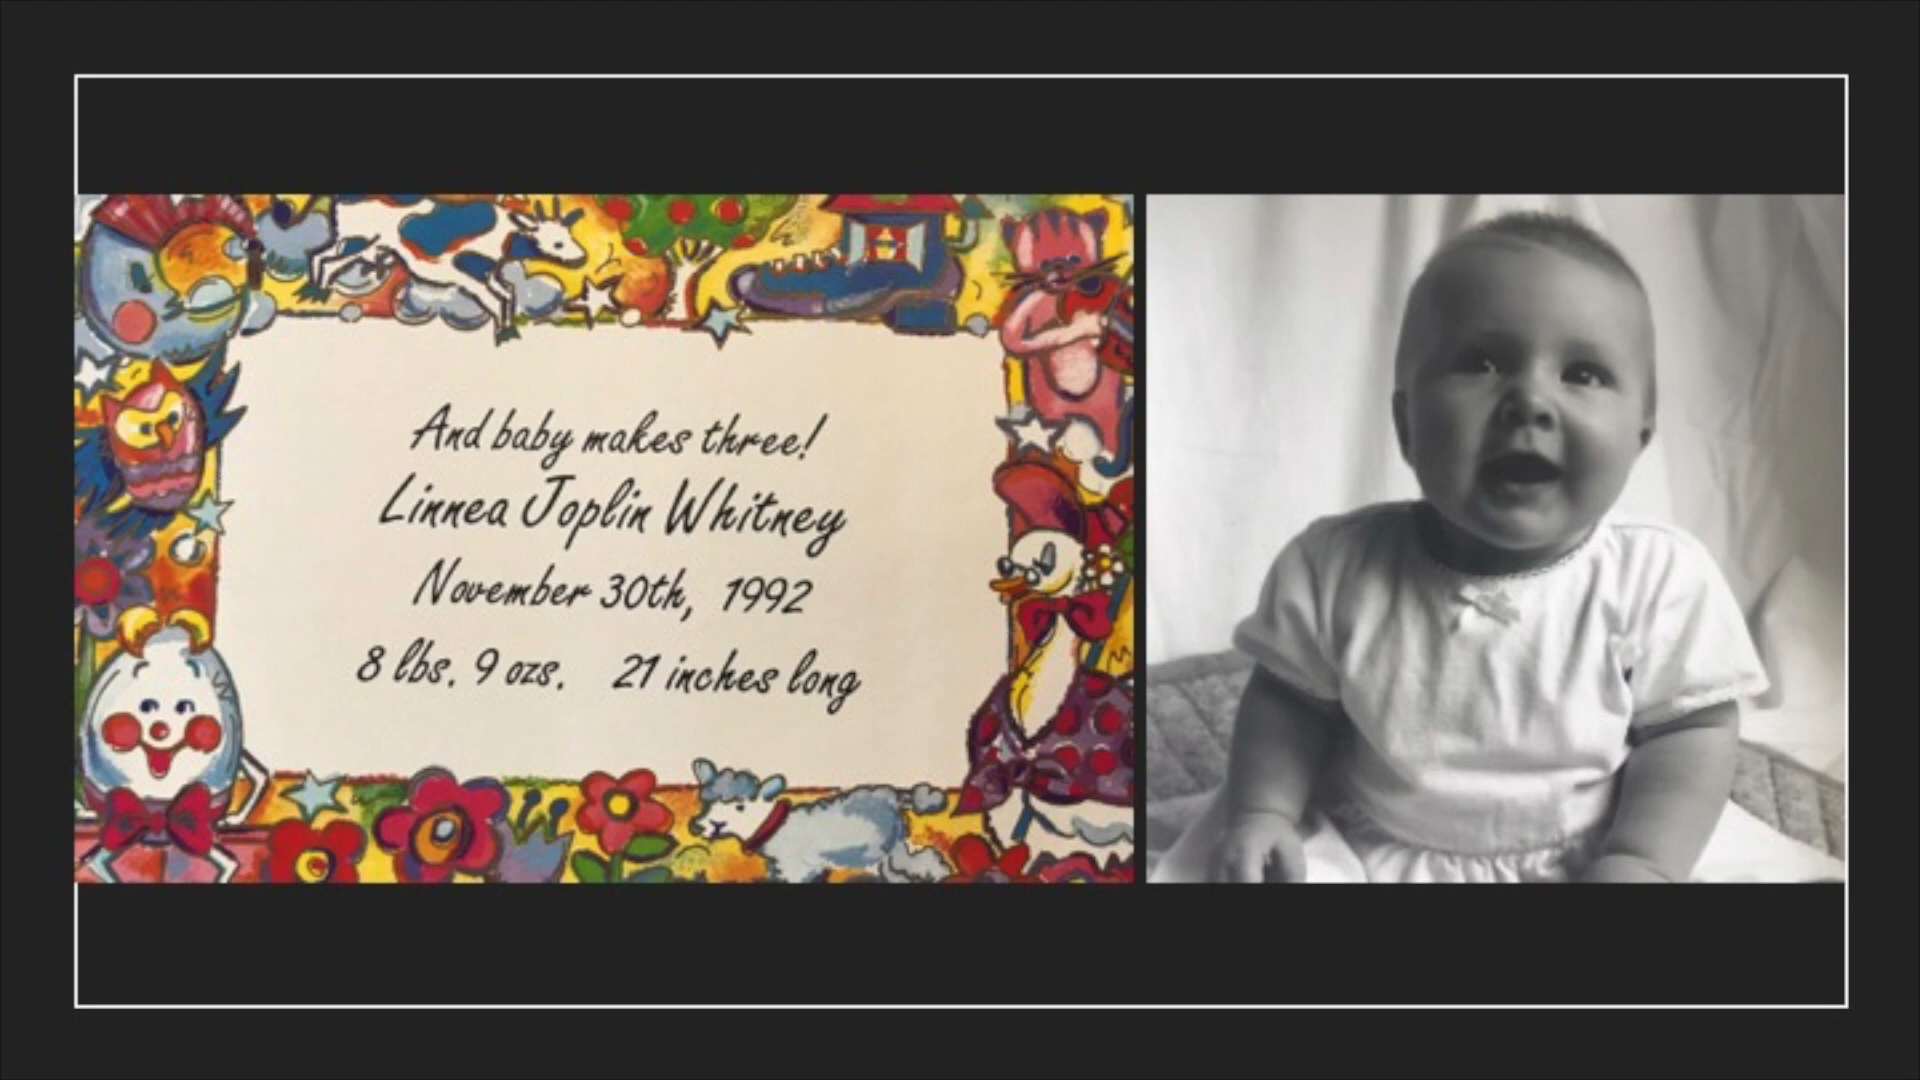 And baby makes three!
Linnea Joplin Whitney
November 30th, 1992
8 lbs. 9 ozs. 21 inches long